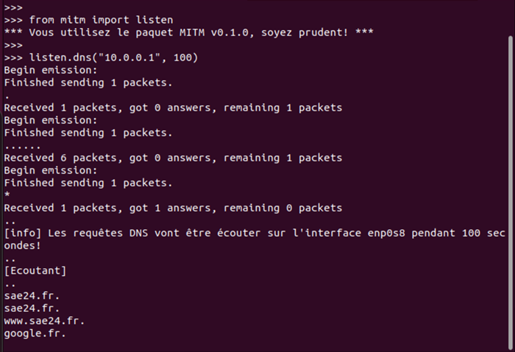 >>>
>>> from mitm import listen
*** Vous utilisez le paquet MITM v0.1.0, soyez prudent! ***
>>>
>>> listen.dns("10.0.0.1", 100)
Begin emission:
Finished sending 1 packets.
.
Received 1 packets, got 0 answers, remaining 1 packets
Begin emission:
Finished sending 1 packets.
......
Received 6 packets, got 0 answers, remaining 1 packets
Begin emission:
Finished sending 1 packets.
*
Received 1 packets, got 1 answers, remaining 0 packets
..
[info] Les requêtes DNS vont être écouter sur l'interface enp0s8 pendant 100 sec
ondes!
..
[Ecoutant]
..
sae24.fr.
sae24.fr.
www.sae24.fr.
google.fr.